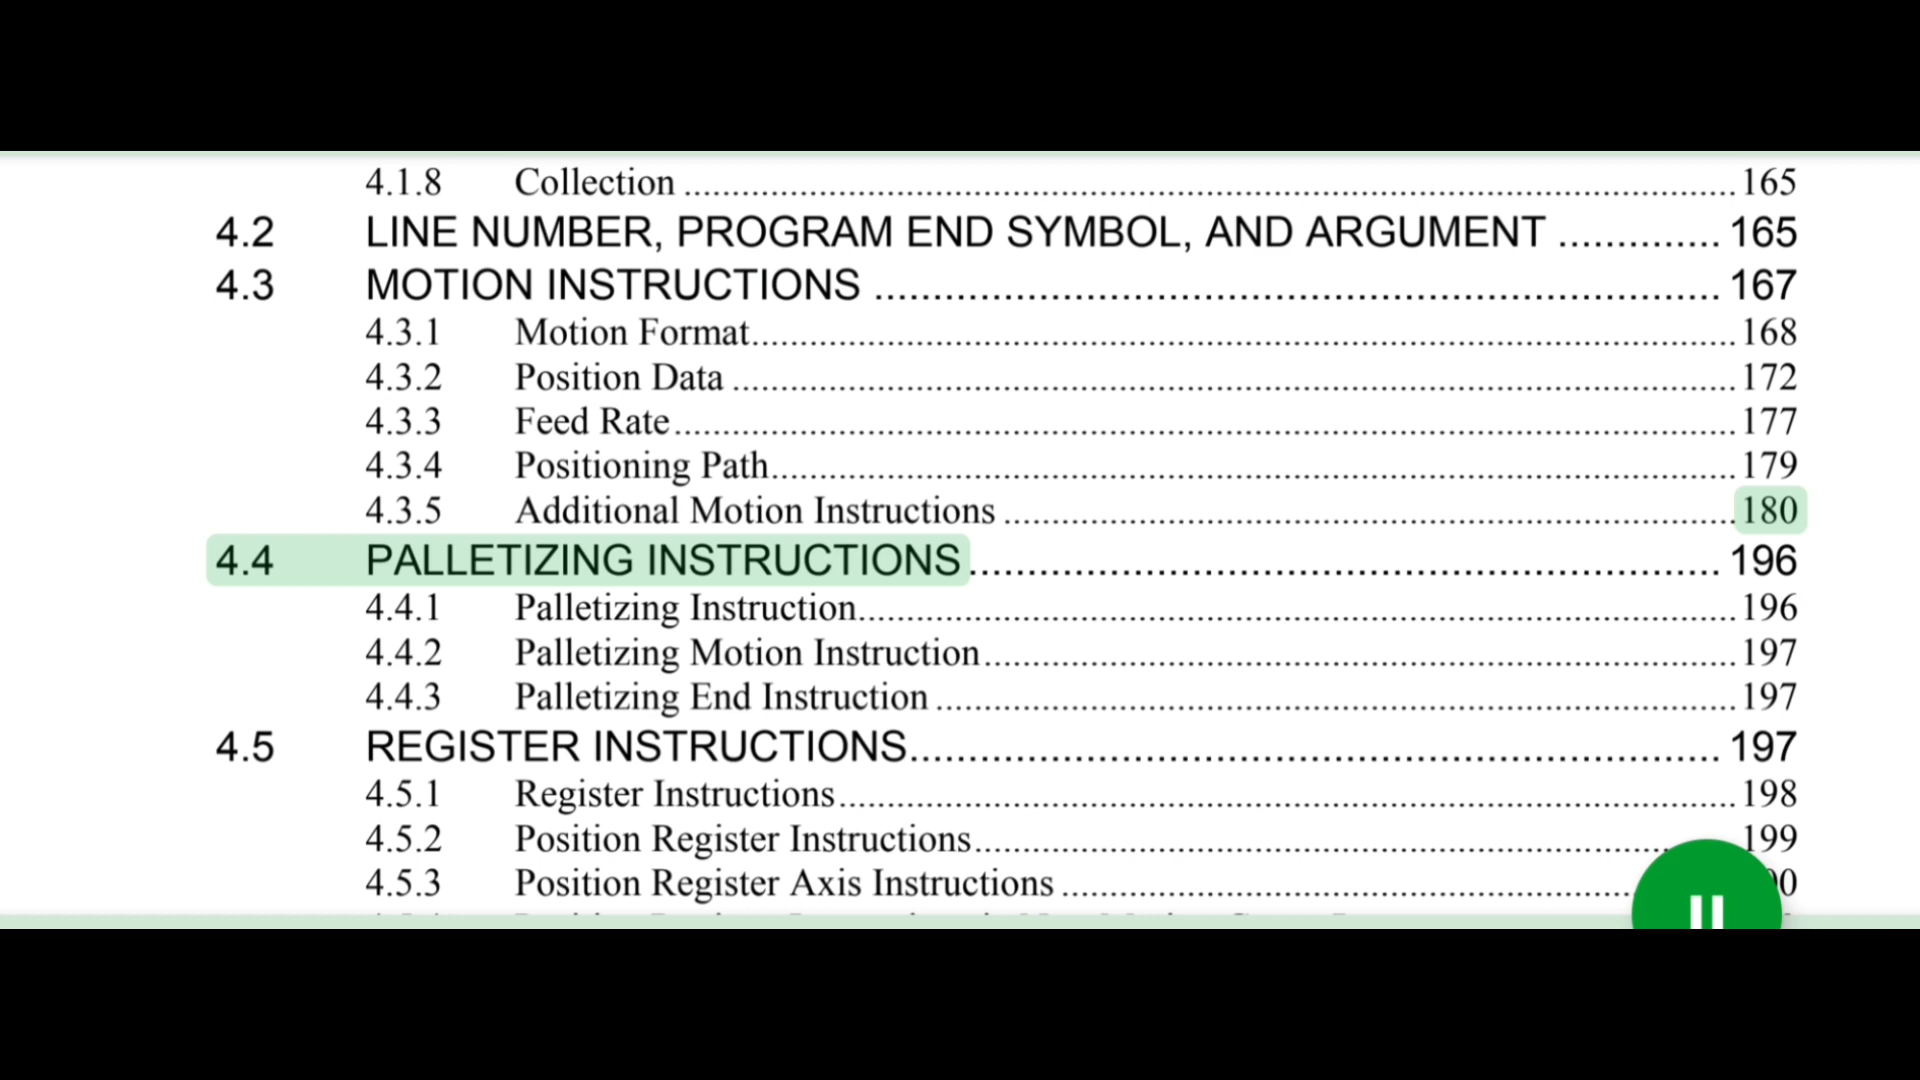 4.1.8 Collection ........ 165
4.2 LINE NUMBER, PROGRAM END SYMBOL, AND ARGUMENT ........ 165
4.3 MOTION INSTRUCTIONS ........ 167
4.3.1 Motion Format ........ 168
4.3.2 Position Data ........ 172
4.3.3 Feed Rate ........ 177
4.3.4 Positioning Path ........ 179
4.3.5 Additional Motion Instructions ........ 180
4.4 PALLETIZING INSTRUCTIONS ........ 196
4.4.1 Palletizing Instruction ........ 196
4.4.2 Palletizing Motion Instruction ........ 197
4.4.3 Palletizing End Instruction ........ 197
4.5 REGISTER INSTRUCTIONS ........ 197
4.5.1 Register Instructions ........ 198
4.5.2 Position Register Instructions ........ 199
4.5.3 Position Register Axis Instructions ........